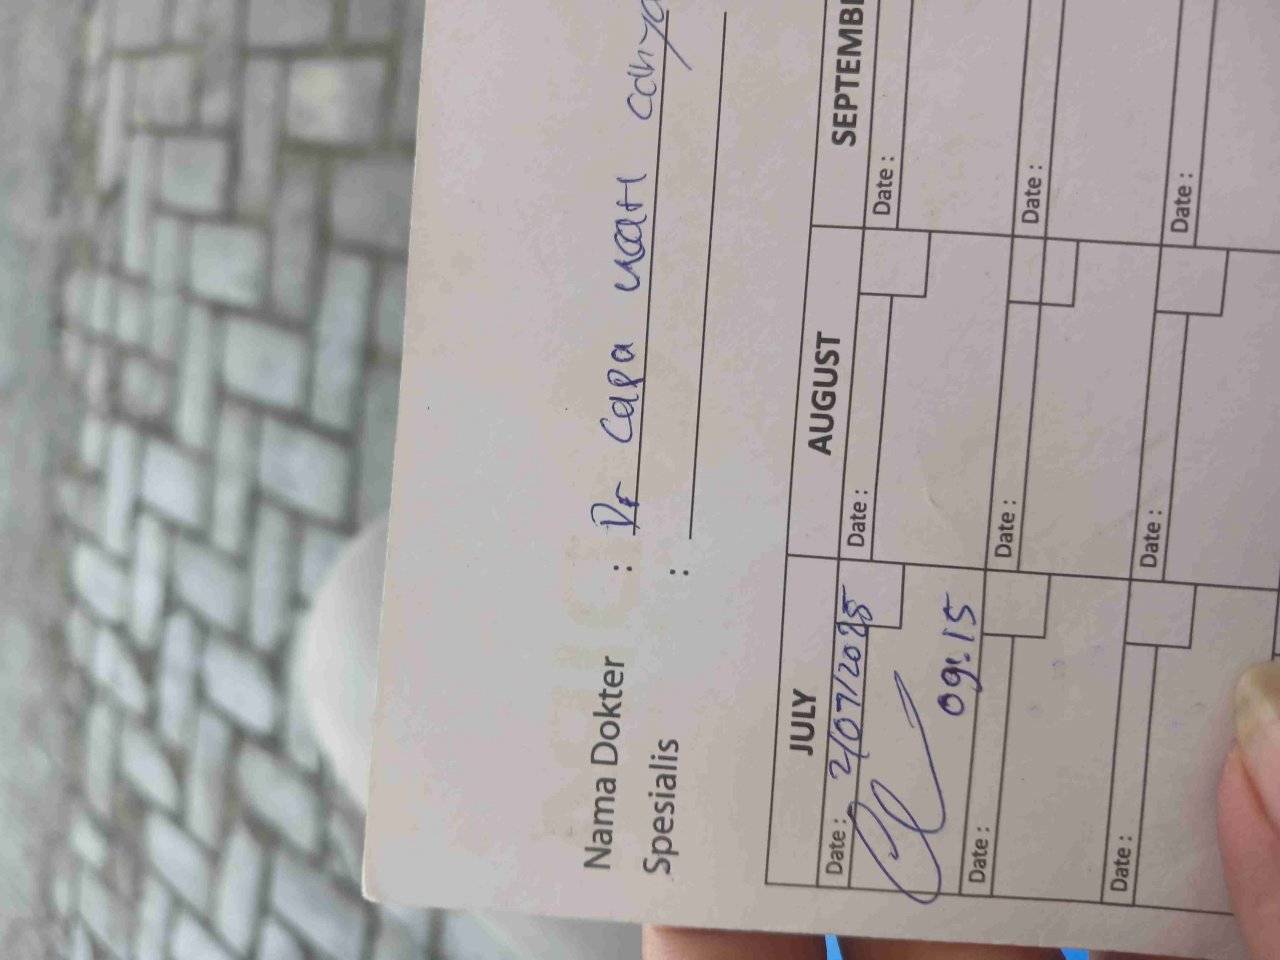 Nama Dokter : Dr Capa
Spesialis :
JULY AUGUST SEPTEMB
Date : 2/07/2025 Date : Date :
09:15
Date : Date : Date :
Date : Date : Date :